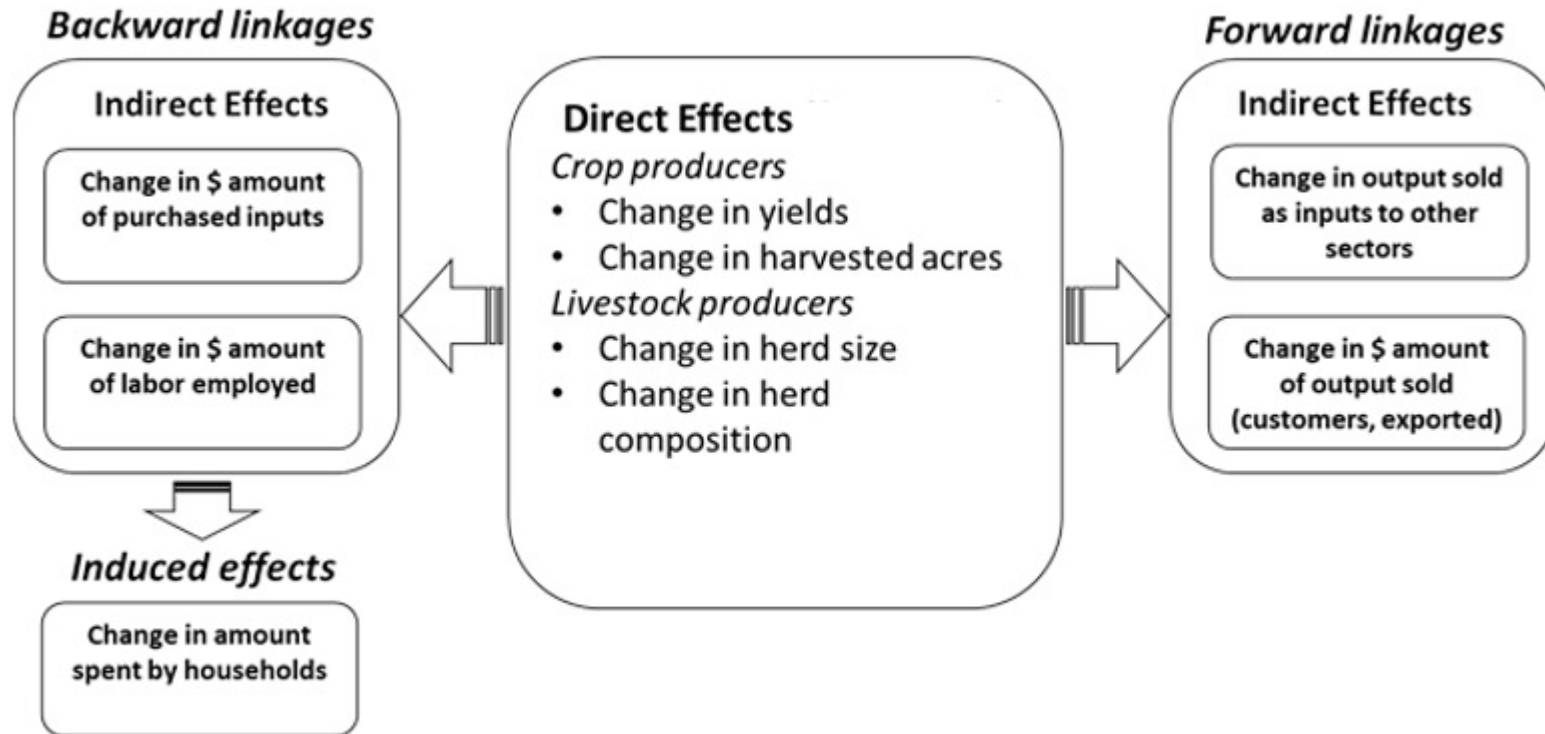 Backward linkages
Indirect Effects
Change in $ amount
of purchased inputs
Change in $ amount
of labor employed
Induced effects
Change in amount
spent by households
Direct Effects
Crop producers
• Change in yields
• Change in harvested acres
Livestock producers
• Change in herd size
• Change in herd
composition
Forward linkages
Indirect Effects
Change in output sold
as inputs to other
sectors
Change in $ amount
of output sold
(customers, exported)